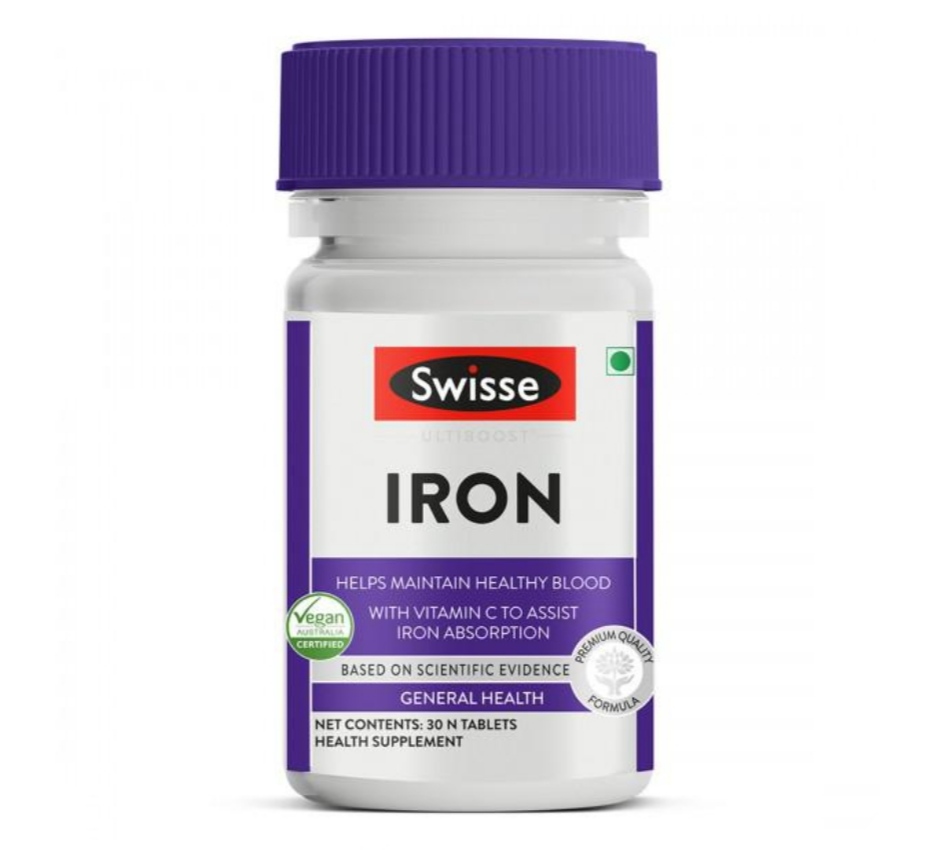 Swisse
ULTIBOOST
IRON
HELPS MAINTAIN HEALTHY BLOOD
WITH VITAMIN C TO ASSIST
IRON ABSORPTION
Vegan
AUSTRALIA
CERTIFIED
BASED ON SCIENTIFIC EVIDENCE
PREMIUM QUALITY
FORMULA
GENERAL HEALTH
NET CONTENTS: 30 N TABLETS
HEALTH SUPPLEMENT